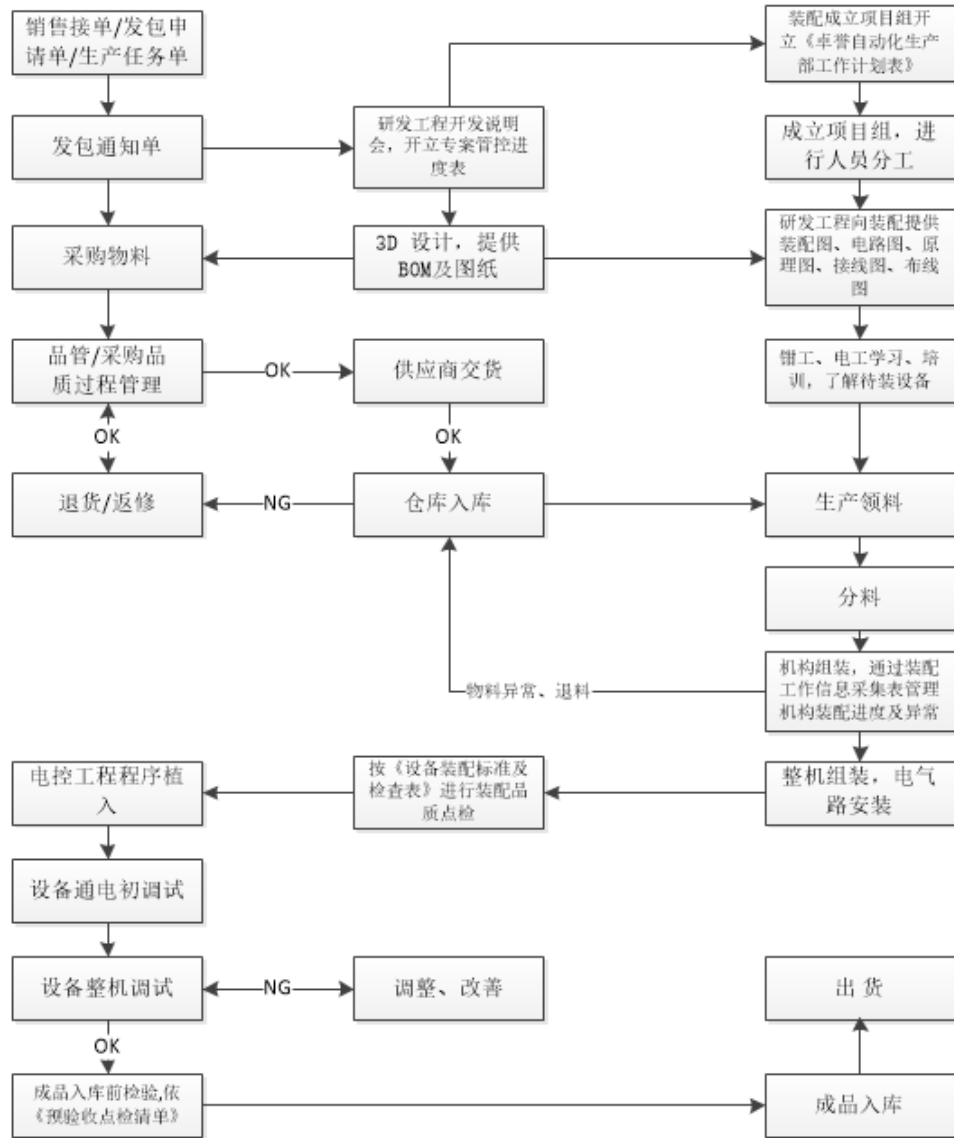 销售接单/发包申
请单/生产任务单
装配成立项目组开
立《卓誉自动化生产
部工作计划表》
发包通知单
研发工程开发说明
会，开立专案管控进
度表
成立项目组，进
行人员分工
采购物料
3D 设计，提供
BOM及图纸
研发工程向装配提供
装配图、电路图、原
理图、接线图、布线
图
品管/采购品
质过程管理
OK
供应商交货
钳工、电工学习、培
训，了解待装设备
OK
OK
退货/返修
NG
仓库入库
生产领料
分料
物料异常、退料
机构组装，通过装配
工作信息采集表管理
机构装配进度及异常
电控工程程序植
入
按《设备装配标准及
检查表》进行装配品
质点检
整机组装，电气
路安装
设备通电初调试
设备整机调试
NG
调整、改善
出 货
OK
成品入库前检验,依
《预验收点检清单》
成品入库